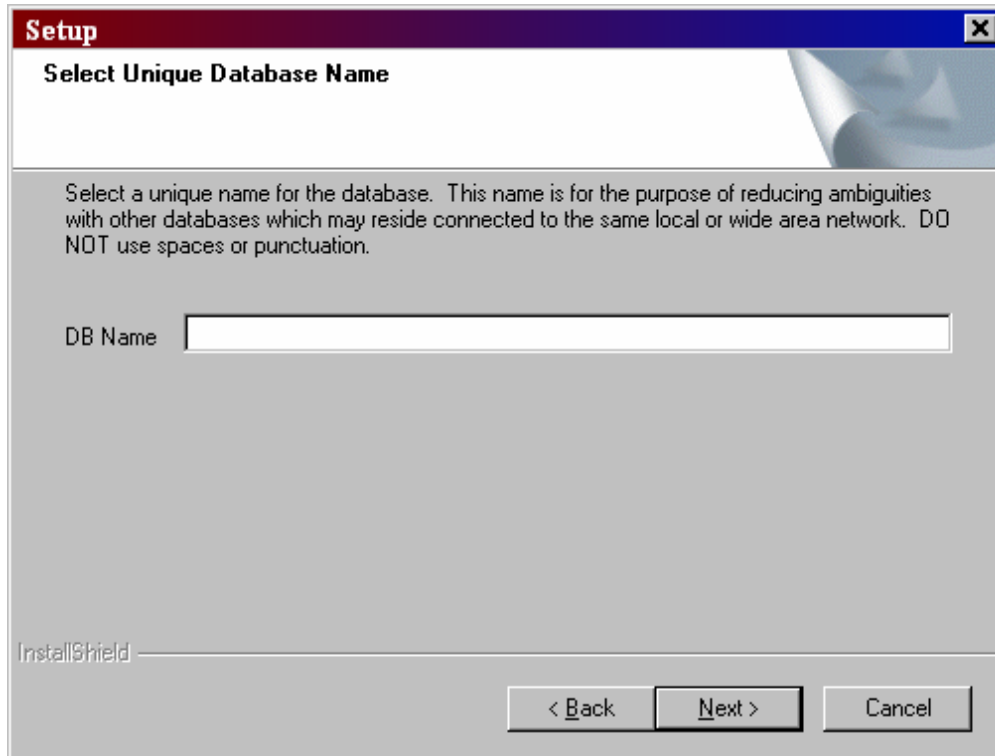 Setup
Select Unique Database Name
Select a unique name for the database.  This name is for the purpose of reducing ambiguities
with other databases which may reside connected to the same local or wide area network.  DO
NOT use spaces or punctuation.
DB Name
InstallShield
< Back
Next >
Cancel